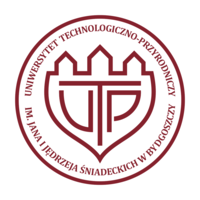 UNIWERSYTET TECHNOLOGICZNO-PRZYRODNICZY
IM. JANA I JĘDRZEJA ŚNIADECKICH W BYDGOSZCZY
UTP